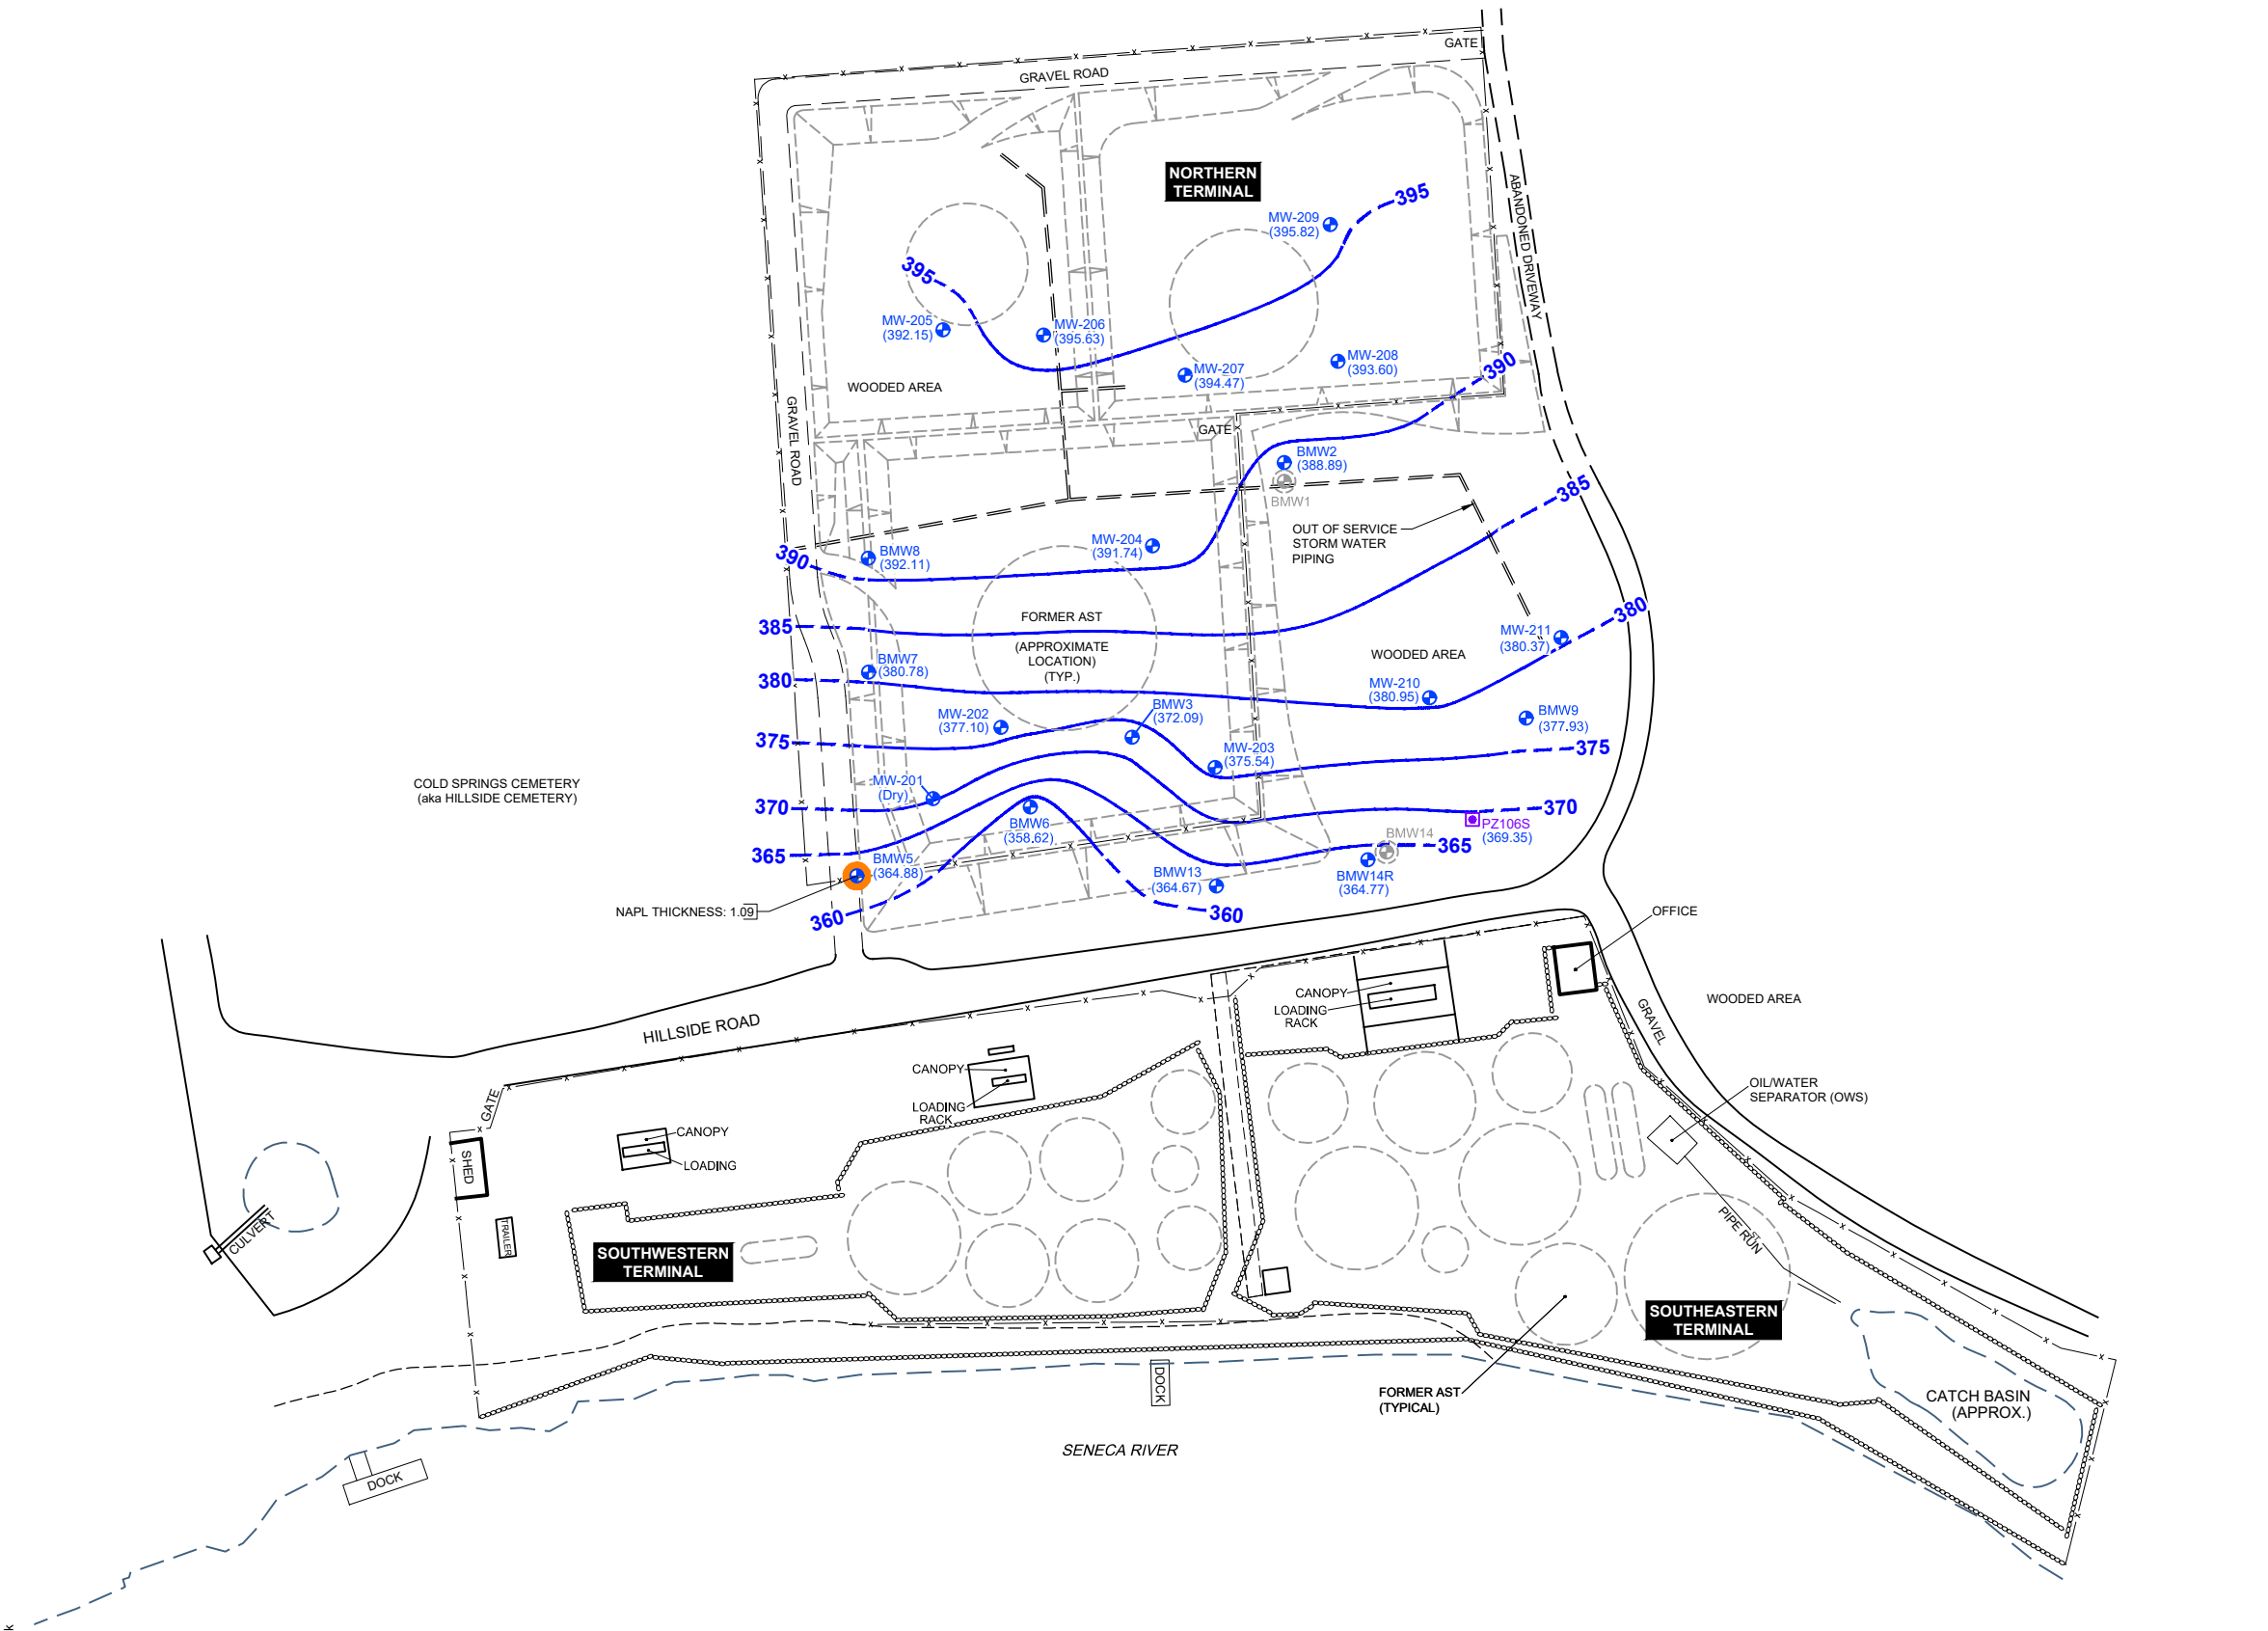 GATE
GRAVEL ROAD
NORTHERN
TERMINAL
ABANDONED DRIVEWAY
395
MW-209
(395.82)
395
MW-205
(392.15)
MW-206
(395.63)
MW-207
(394.47)
MW-208
(393.60)
390
WOODED AREA
GRAVEL ROAD
GATE
BMW2
(388.89)
BMW1
385
OUT OF SERVICE
STORM WATER
PIPING
MW-204
(391.74)
390
BMW8
(392.11)
385
FORMER AST
(APPROXIMATE
LOCATION)
(TYP.)
380
MW-211
(380.37)
WOODED AREA
BMW7
(380.78)
380
MW-210
(380.95)
MW-202
(377.10)
BMW3
(372.09)
BMW9
(377.93)
375
MW-203
(375.54)
375
COLD SPRINGS CEMETERY
(aka HILLSIDE CEMETERY)
MW-201
(Dry)
370
370
BMW6
(358.62)
PZ106S
(369.35)
BMW14
365
365
BMW5
(364.88)
BMW13
(364.67)
BMW14R
(364.77)
NAPL THICKNESS: 1.09
360
360
OFFICE
WOODED AREA
CANOPY
LOADING
RACK
GRAVEL
HILLSIDE ROAD
CANOPY
LOADING
RACK
OIL/WATER
SEPARATOR (OWS)
GATE
CANOPY
LOADING
SHED
TRAILER
CULVERT
PIPE RUN
SOUTHWESTERN
TERMINAL
SOUTHEASTERN
TERMINAL
DOCK
FORMER AST
(TYPICAL)
CATCH BASIN
(APPROX.)
SENECA RIVER
DOCK
k